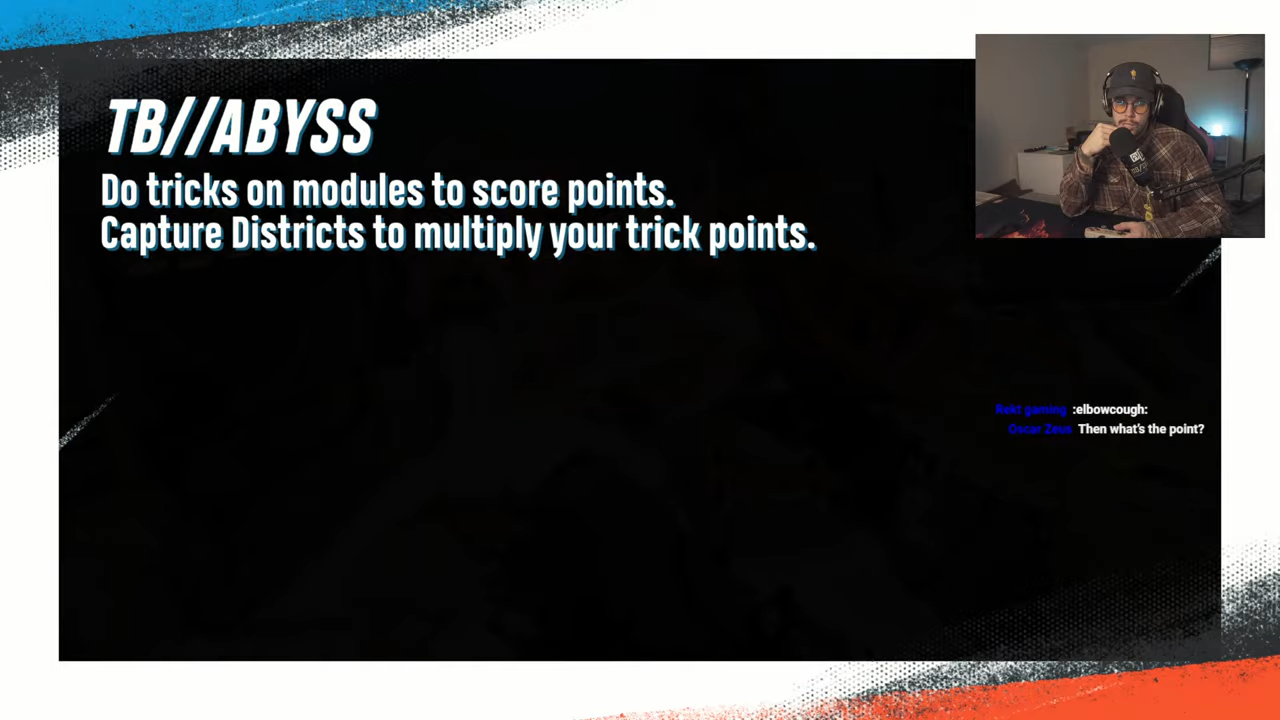 TB//ABYSS
Do tricks on modules to score points.
Capture Districts to multiply your trick points.
Rekt gaming :elbowcough:
Oscar Zeus Then what's the point?